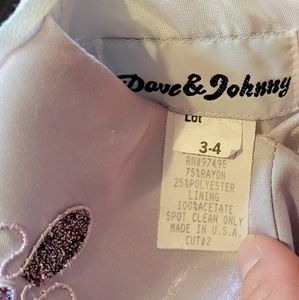 Dave & Johnny
Lot
3-4
RN#97495
75%RAYON
25%POLYESTER
LINING
100%ACETATE
SPOT CLEAN ONLY
MADE IN U.S.A.
CUT#2